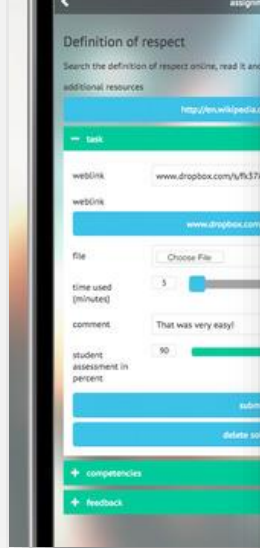 assignm
Definition of respect
Search the definition of respect online, read it and
additional resources
http://en.wikipedia.o
− task
weblink
www.dropbox.com/s/fk37
weblink
www.dropbox.com
file
Choose File
time used
(minutes)
5
comment
That was very easy!
student
assessment in
percent
90
subm
delete so
+ competencies
+ feedback